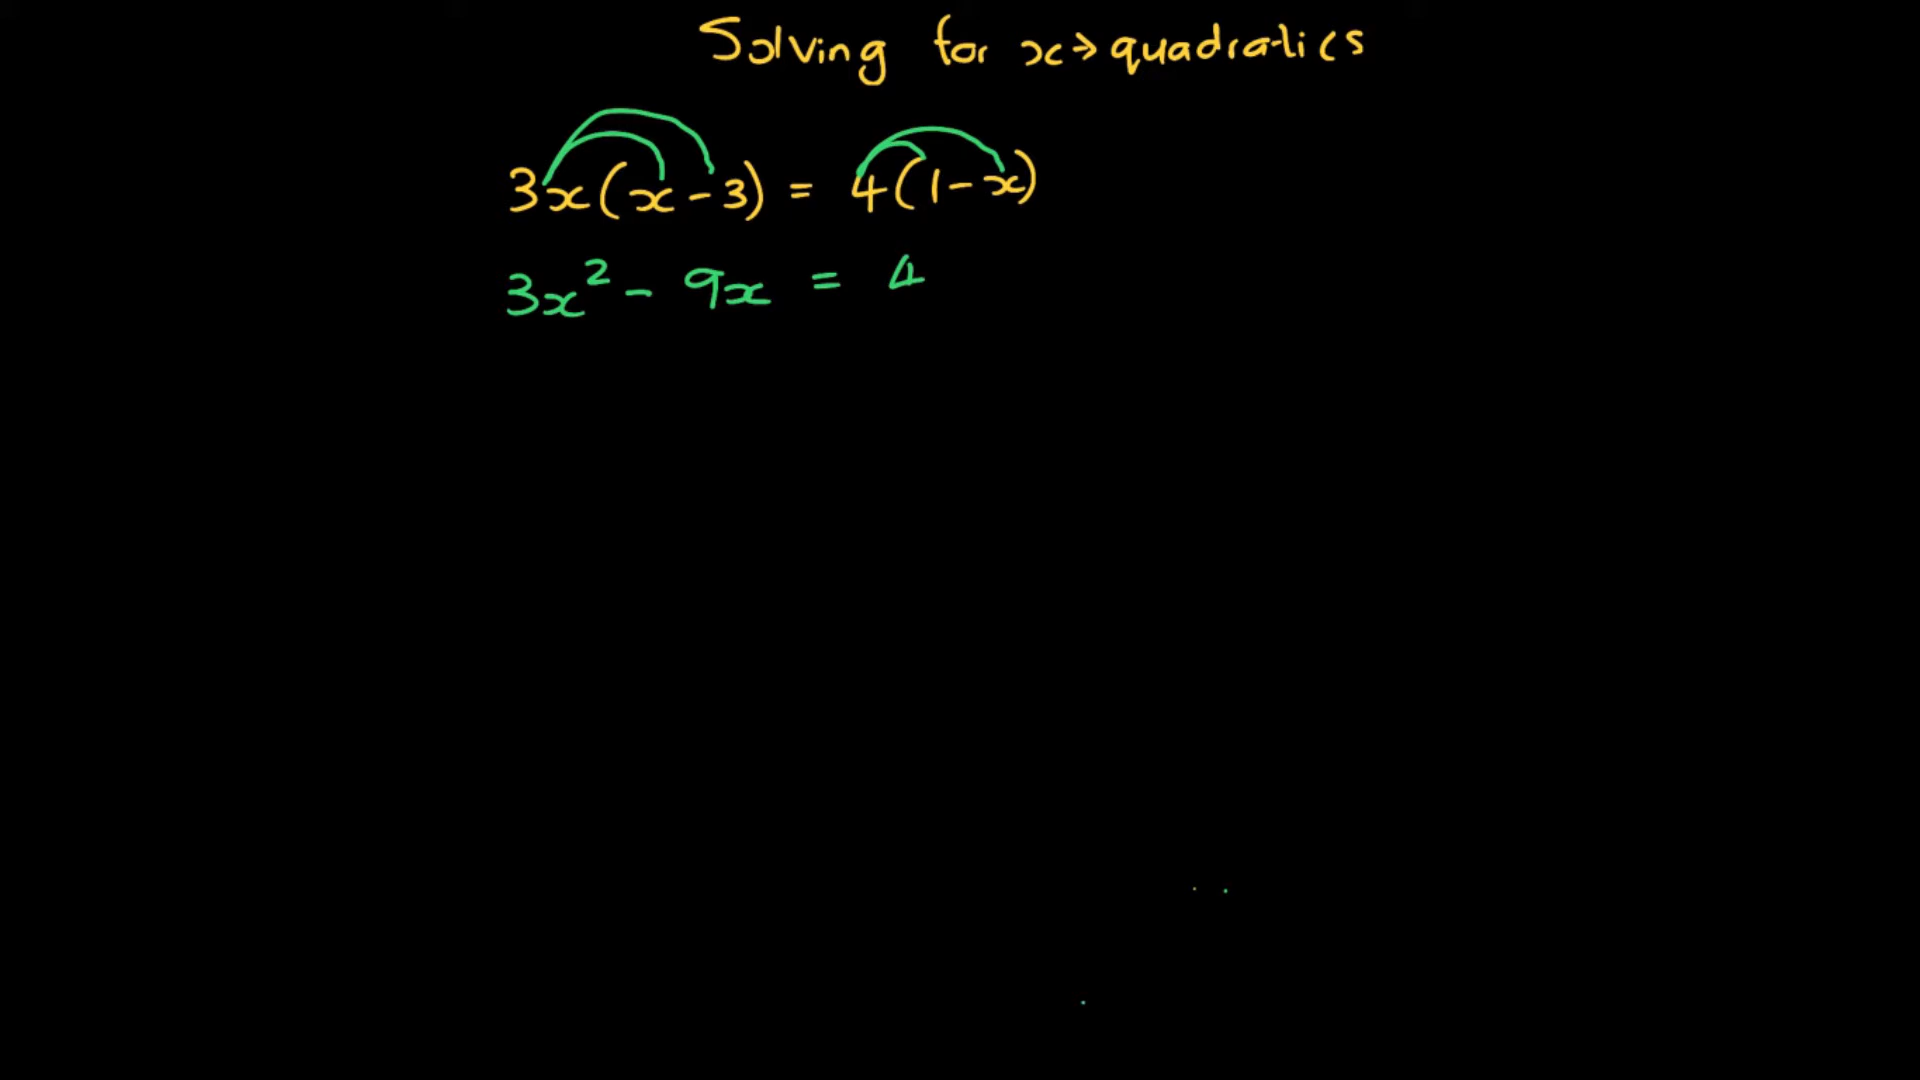 Solving for x → quadratics
3x(x - 3) = 4(1 - x)
3x² - 9x = 4